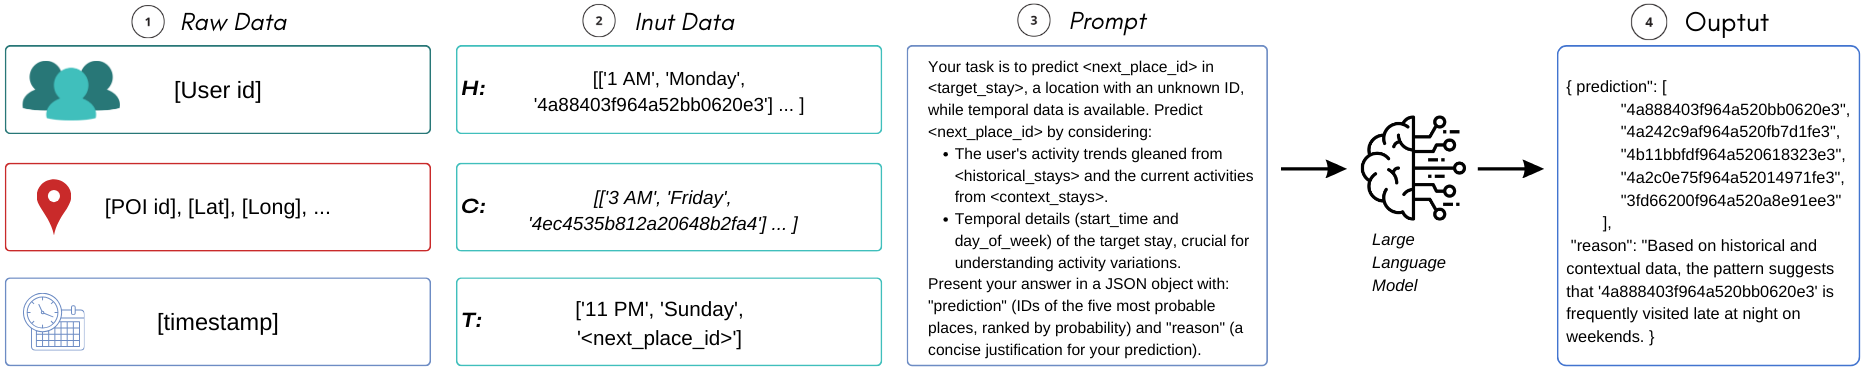 1 Raw Data
[User id]
[POI id], [Lat], [Long], ...
[timestamp]
2 Inut Data
H: [['1 AM', 'Monday',
'4a88403f964a52bb0620e3'] ... ]
C: [['3 AM', 'Friday',
'4ec4535b812a20648b2fa4'] ... ]
T: ['11 PM', 'Sunday',
'<next_place_id>']
3 Prompt
Your task is to predict <next_place_id> in
<target_stay>, a location with an unknown ID,
while temporal data is available. Predict
<next_place_id> by considering:
• The user's activity trends gleaned from
<historical_stays> and the current activities
from <context_stays>.
• Temporal details (start_time and
day_of_week) of the target stay, crucial for
understanding activity variations.
Present your answer in a JSON object with:
"prediction" (IDs of the five most probable
places, ranked by probability) and "reason" (a
concise justification for your prediction).
Large
Language
Model
4 Ouptut
{ prediction": [
"4a888403f964a520bb0620e3",
"4a242c9af964a520fb7d1fe3",
"4b11bbfdf964a520618323e3",
"4a2c0e75f964a52014971fe3",
"3fd66200f964a520a8e91ee3"
],
"reason": "Based on historical and
contextual data, the pattern suggests
that '4a888403f964a520bb0620e3' is
frequently visited late at night on
weekends. }